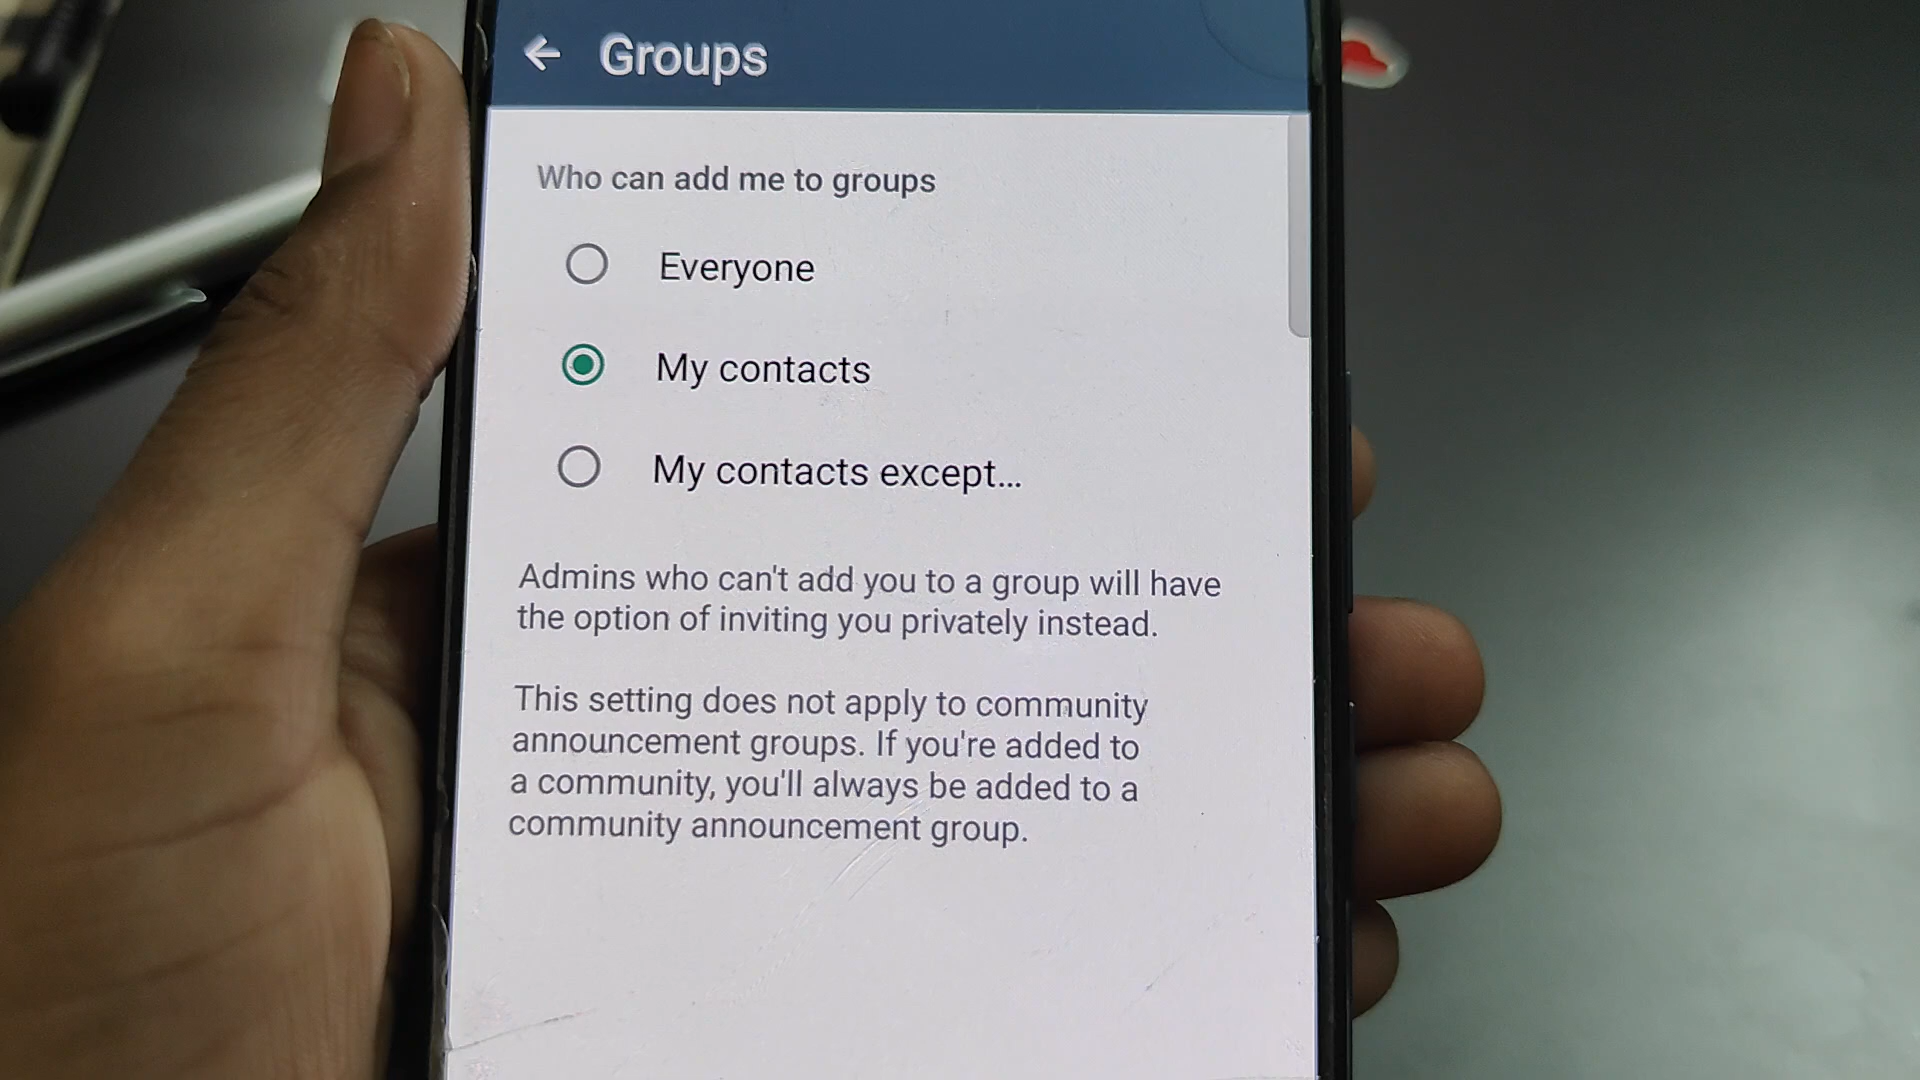 Groups
Who can add me to groups
Everyone
My contacts
My contacts except...
Admins who can't add you to a group will have
the option of inviting you privately instead.
This setting does not apply to community
announcement groups. If you're added to
a community, you'll always be added to a
community announcement group.